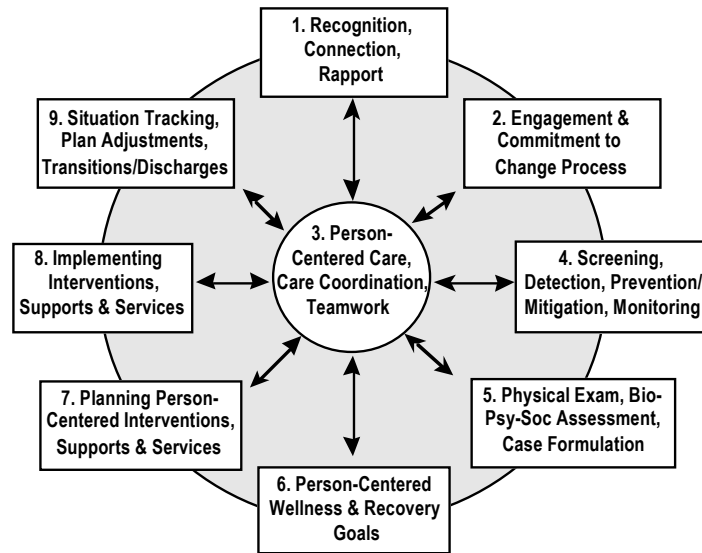 1. Recognition,
Connection,
Rapport
2. Engagement &
Commitment to
Change Process
3. Person-
Centered Care,
Care Coordination,
Teamwork
4. Screening,
Detection, Prevention/
Mitigation, Monitoring
5. Physical Exam, Bio-
Psy-Soc Assessment,
Case Formulation
6. Person-Centered
Wellness & Recovery
Goals
7. Planning Person-
Centered Interventions,
Supports & Services
8. Implementing
Interventions,
Supports & Services
9. Situation Tracking,
Plan Adjustments,
Transitions/Discharges